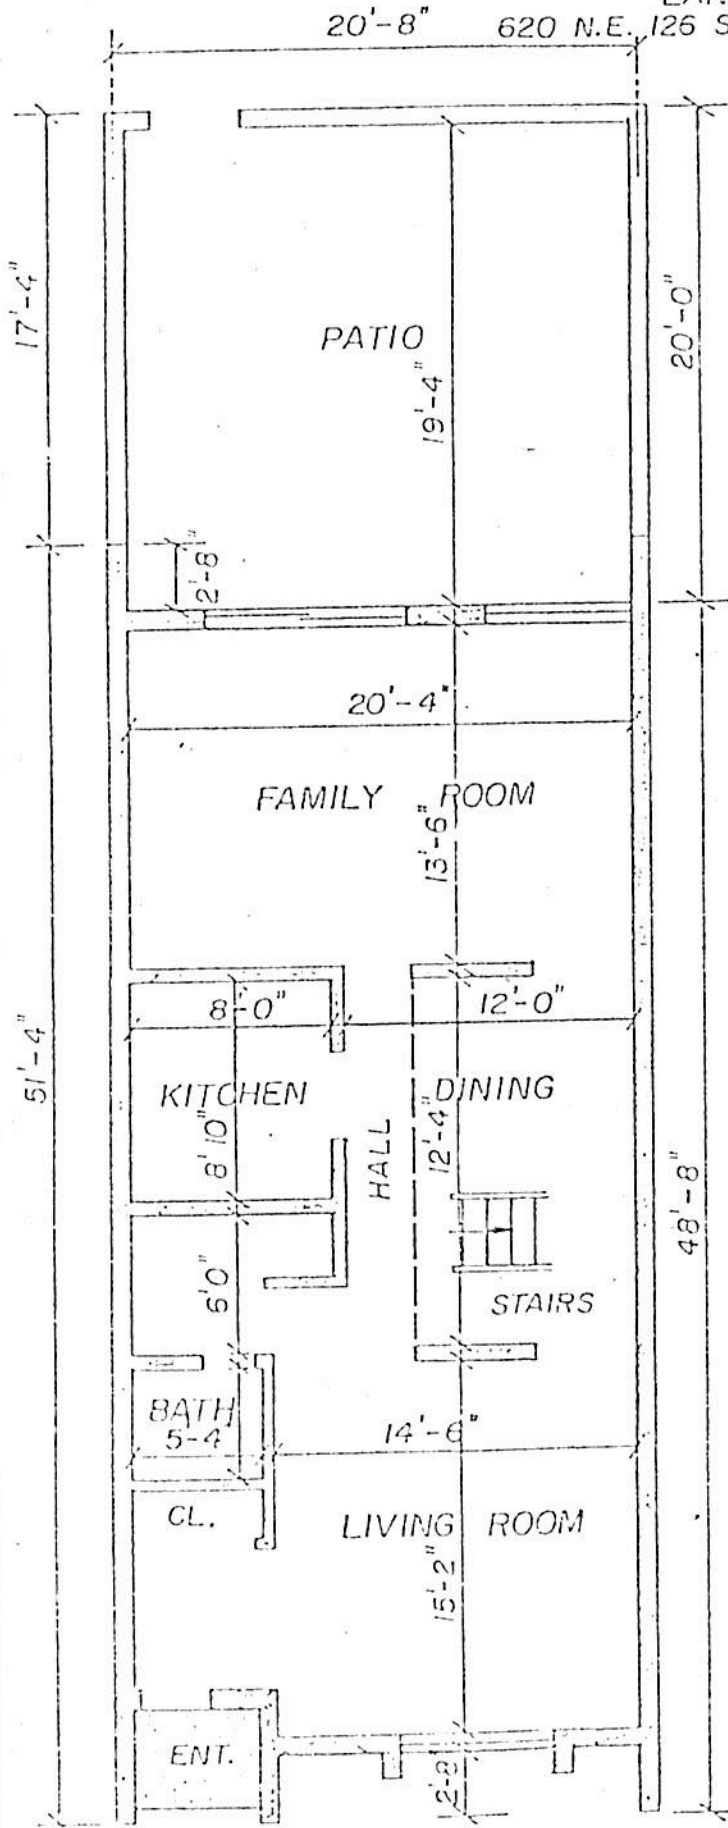 20'-8"
620 N.E. 126 S
17'-4"
20'-0"
PATIO
19'-4"
2'-8"
20'-4"
FAMILY ROOM
13'-6"
8'-0"
12'-0"
51'-4"
KITCHEN
DINING
8'10"
HALL
12'-4"
48'-8"
6'0"
STAIRS
BATH
5-4
14'-6"
CL.
LIVING ROOM
15'-2"
ENT.
2'-8"